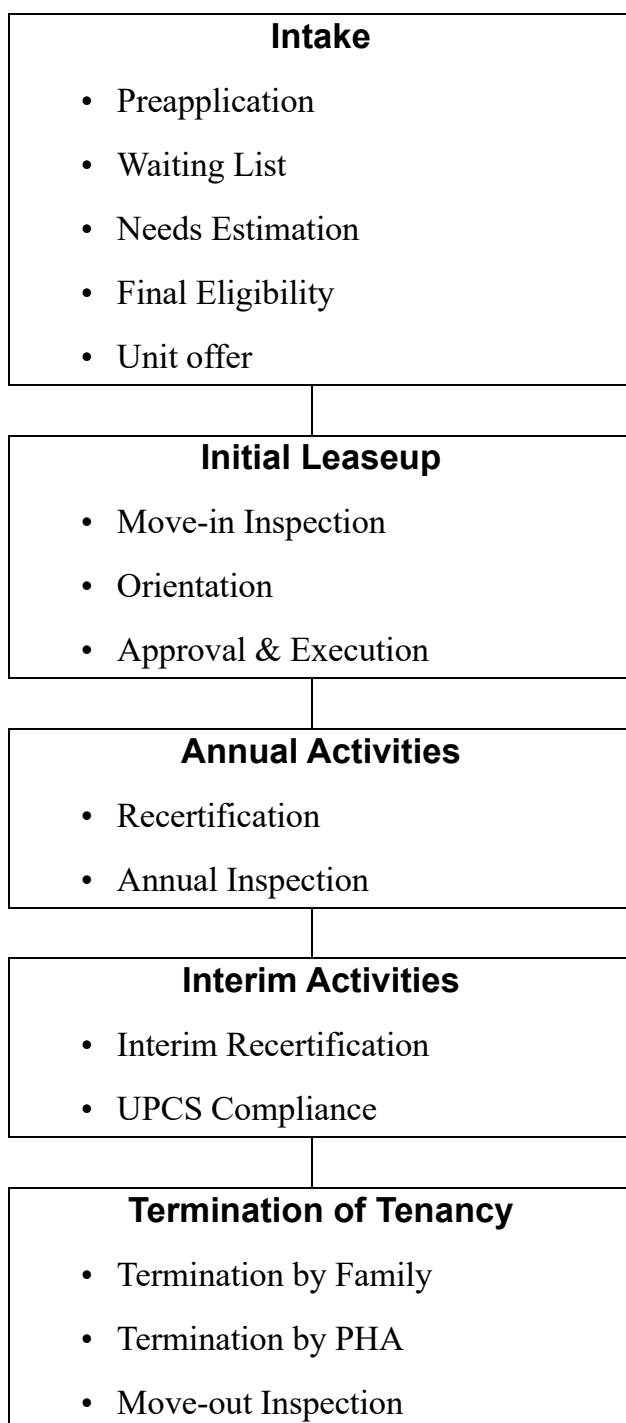 Intake
• Preapplication
• Waiting List
• Needs Estimation
• Final Eligibility
• Unit offer
Initial Leaseup
• Move-in Inspection
• Orientation
• Approval & Execution
Annual Activities
• Recertification
• Annual Inspection
Interim Activities
• Interim Recertification
• UPCS Compliance
Termination of Tenancy
• Termination by Family
• Termination by PHA
• Move-out Inspection